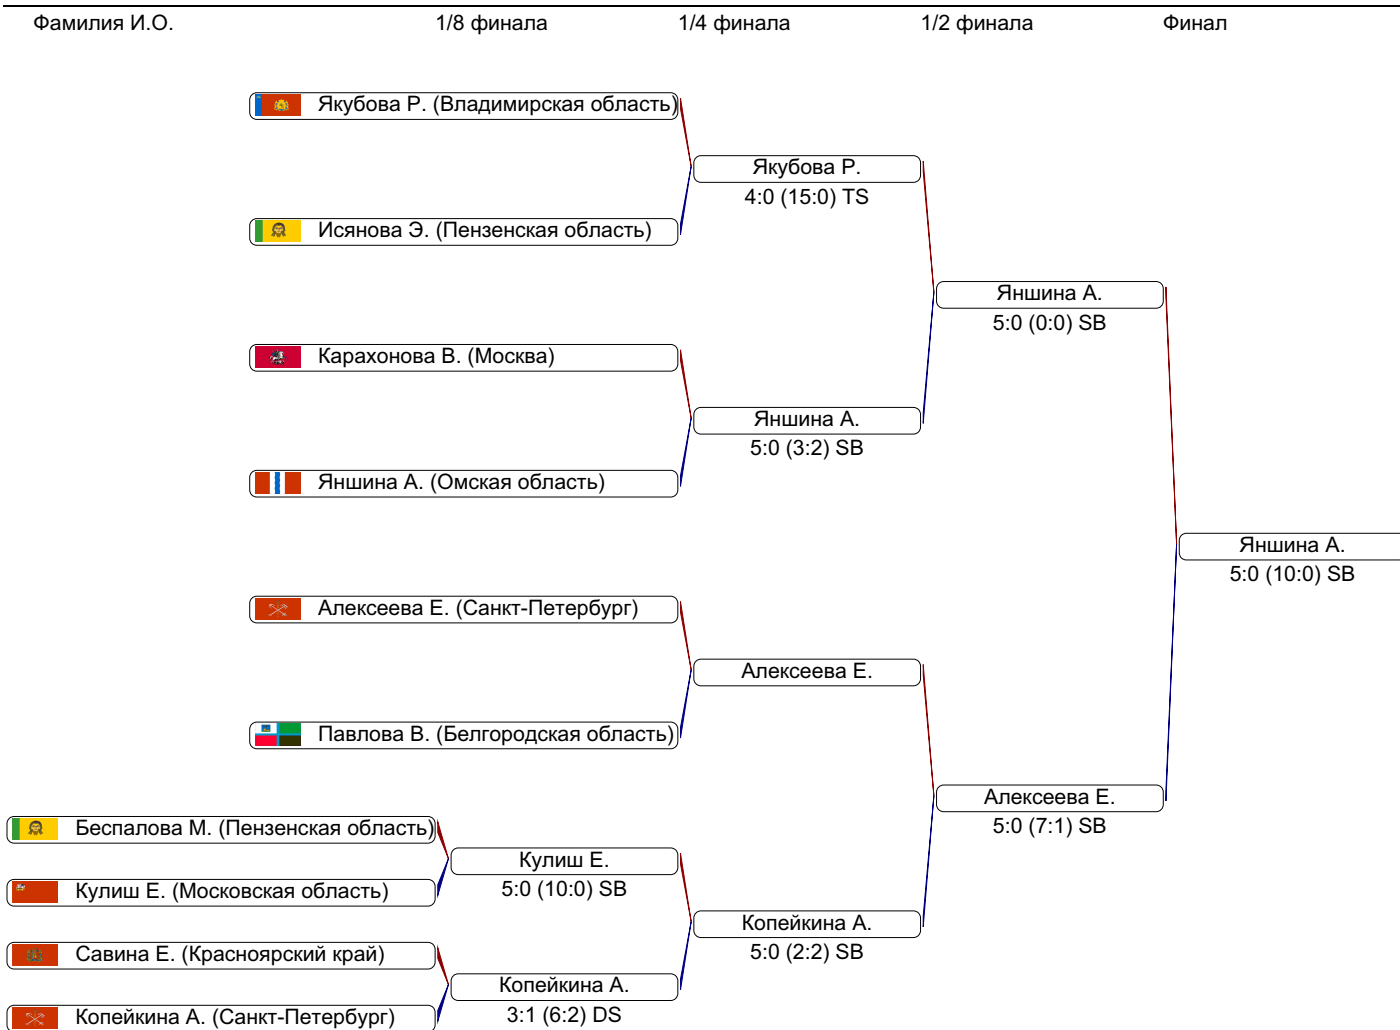 Фамилия И.О. 1/8 финала 1/4 финала 1/2 финала Финал
Якубова Р. (Владимирская область)
Якубова Р.
4:0 (15:0) TS
Исянова Э. (Пензенская область)
Яншина А.
5:0 (0:0) SB
Карахонова В. (Москва)
Яншина А.
5:0 (3:2) SB
Яншина А. (Омская область)
Яншина А.
5:0 (10:0) SB
Алексеева Е. (Санкт-Петербург)
Алексеева Е.
Павлова В. (Белгородская область)
Алексеева Е.
5:0 (7:1) SB
Беспалова М. (Пензенская область)
Кулиш Е.
5:0 (10:0) SB
Кулиш Е. (Московская область)
Копейкина А.
5:0 (2:2) SB
Савина Е. (Красноярский край)
Копейкина А.
3:1 (6:2) DS
Копейкина А. (Санкт-Петербург)